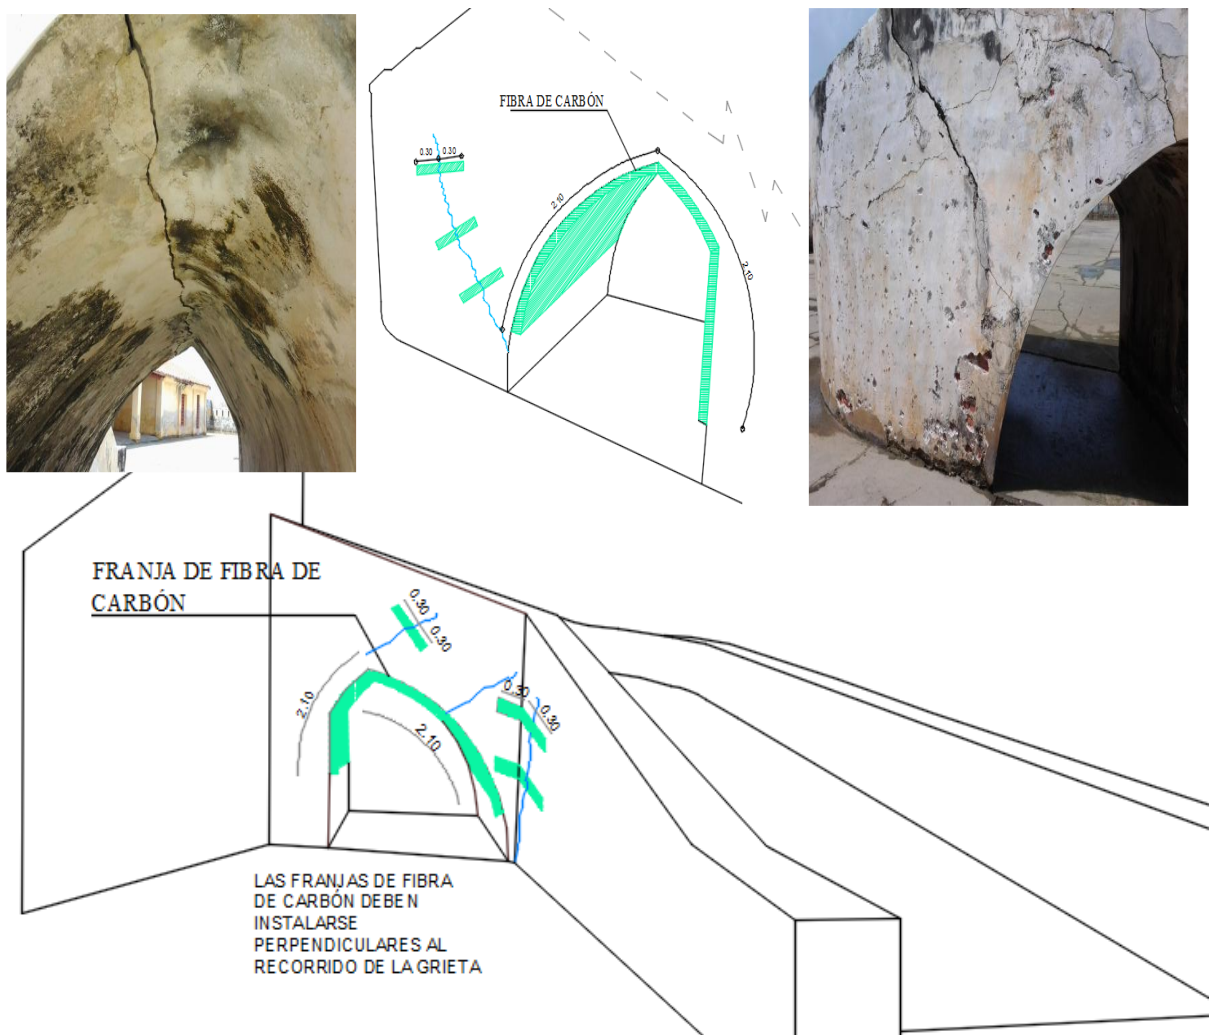 FIBRA DE CARBÓN
0.30 0.30
2.10
2.10
FRANJA DE FIBRA DE
CARBÓN
0.30
0.30
2.10
2.10
0.30
0.30
LAS FRANJAS DE FIBRA
DE CARBÓN DEBEN
INSTALARSE
PERPENDICULARES AL
RECORRIDO DE LA GRIETA